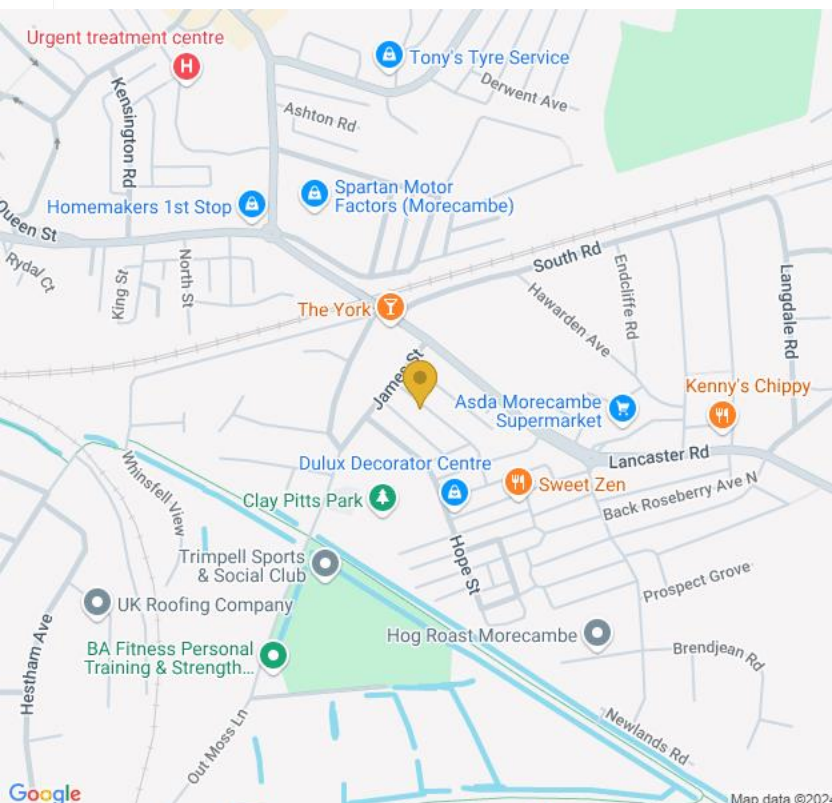 Urgent treatment centre
H
Tony's Tyre Service
Derwent Ave
Kensington Rd
Ashton Rd
Homemakers 1st Stop
Spartan Motor
Factors (Morecambe)
Queen St
Rydal Ct
King St
North St
South Rd
Endcliffe Rd
Langdale Rd
Hawarden Ave
The York
James St
Kenny's Chippy
Asda Morecambe
Supermarket
Lancaster Rd
Dulux Decorator Centre
Sweet Zen
Back Roseberry Ave N
Whinsfell View
Clay Pitts Park
Hope St
Trimpell Sports
& Social Club
Prospect Grove
UK Roofing Company
Hog Roast Morecambe
Brendjean Rd
BA Fitness Personal
Training & Strength...
Hestham Ave
Out Moss Ln
Newlands Rd
Google
Map data ©202